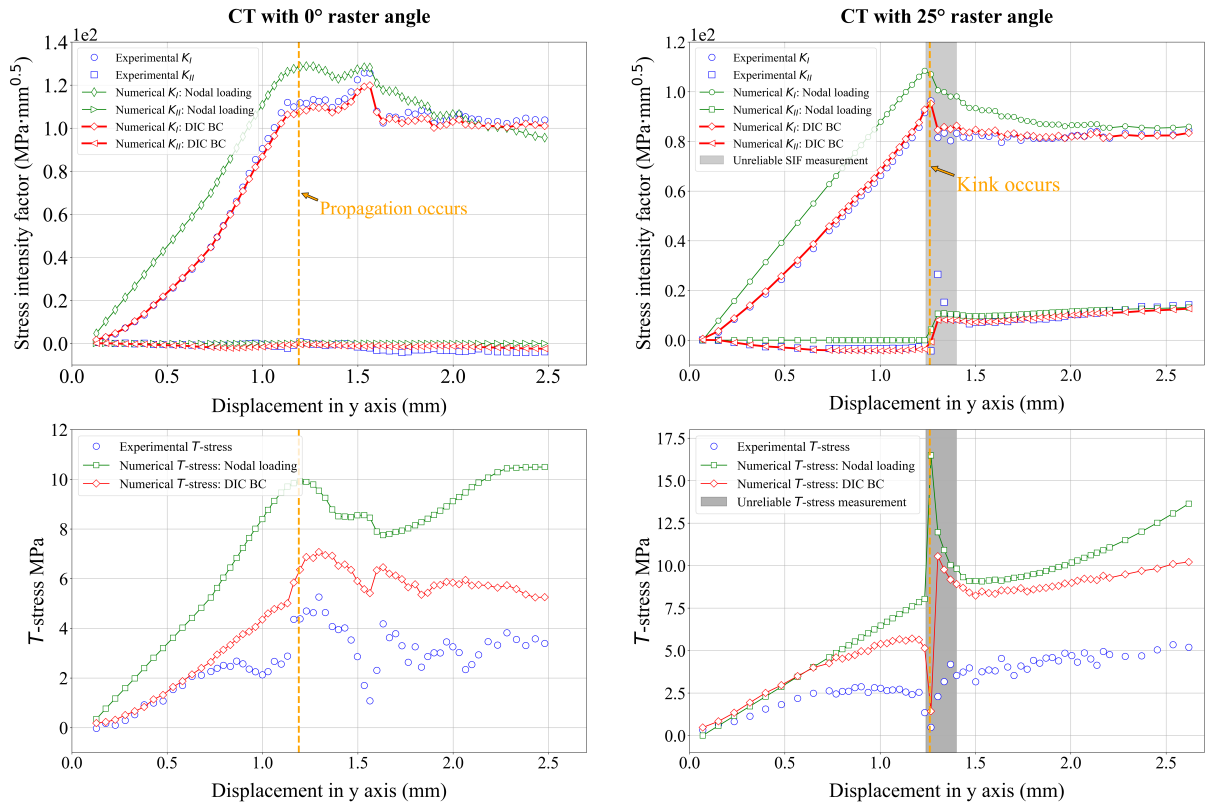 CT with 0° raster angle
1e2
Experimental K_I
Experimental K_II
Numerical K_I: Nodal loading
Numerical K_II: Nodal loading
Numerical K_I: DIC BC
Numerical K_II: DIC BC
Propagation occurs
Stress intensity factor (MPa·mm^0.5)
1.4
1.2
1.0
0.8
0.6
0.4
0.2
0.0
0.0 0.5 1.0 1.5 2.0 2.5
Displacement in y axis (mm)
CT with 25° raster angle
1e2
Experimental K_I
Experimental K_II
Numerical K_I: Nodal loading
Numerical K_II: Nodal loading
Numerical K_I: DIC BC
Numerical K_II: DIC BC
Unreliable SIF measurement
Kink occurs
Stress intensity factor (MPa·mm^0.5)
1.2
1.0
0.8
0.6
0.4
0.2
0.0
0.0 0.5 1.0 1.5 2.0 2.5
Displacement in y axis (mm)
Experimental T-stress
Numerical T-stress: Nodal loading
Numerical T-stress: DIC BC
T-stress MPa
12
10
8
6
4
2
0
0.0 0.5 1.0 1.5 2.0 2.5
Displacement in y axis (mm)
Experimental T-stress
Numerical T-stress: Nodal loading
Numerical T-stress: DIC BC
Unreliable T-stress measurement
T-stress MPa
17.5
15.0
12.5
10.0
7.5
5.0
2.5
0.0
0.0 0.5 1.0 1.5 2.0 2.5
Displacement in y axis (mm)